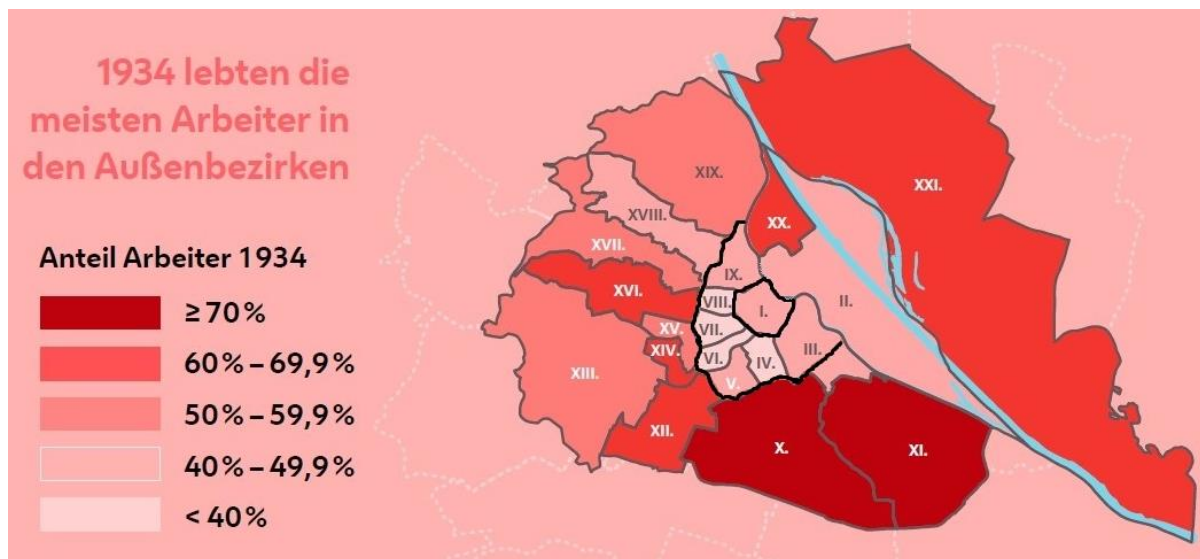 1934 lebten die
meisten Arbeiter in
den Außenbezirken
Anteil Arbeiter 1934
≥ 70 %
60 % – 69,9 %
50 % – 59,9 %
40 % – 49,9 %
< 40 %
XIX.
XXI.
XVIII.
XX.
XVII.
IX.
XVI.
VIII.
I.
II.
XV.
VII.
XIV.
VI.
IV.
III.
XIII.
V.
XII.
X.
XI.